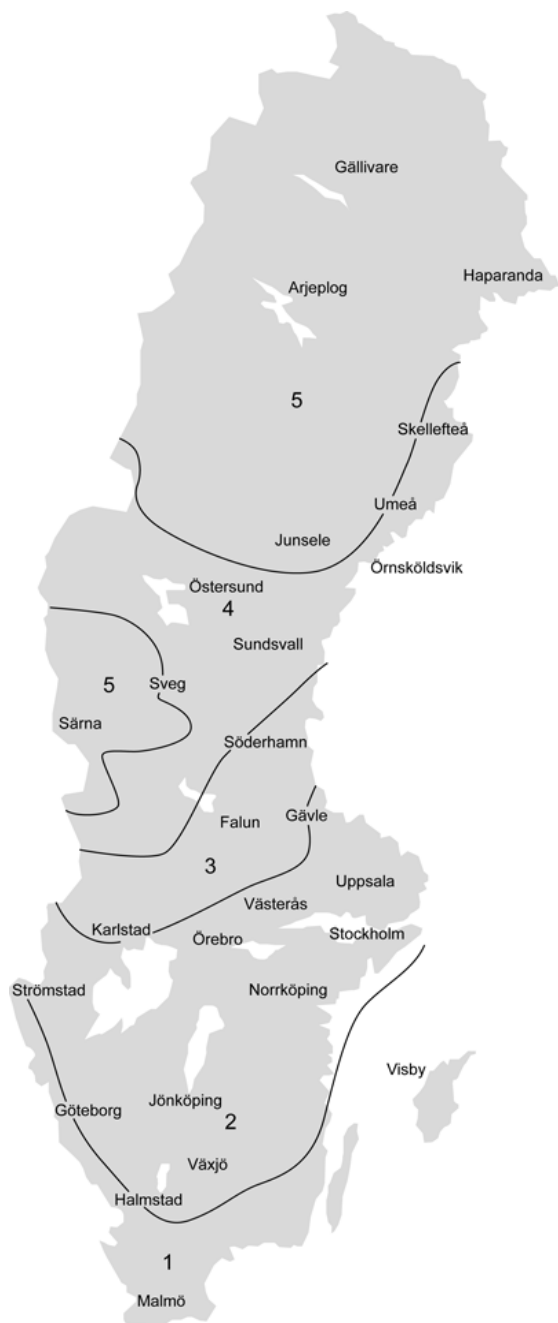 Gällivare
Haparanda
Arjeplog
5
Skellefteå
Umeå
Junsele
Örnsköldsvik
Östersund
4
Sundsvall
5
Sveg
Särna
Söderhamn
Gävle
Falun
3
Uppsala
Västerås
Karlstad
Stockholm
Örebro
Strömstad
Norrköping
Visby
Jönköping
Göteborg
2
Växjö
Halmstad
1
Malmö